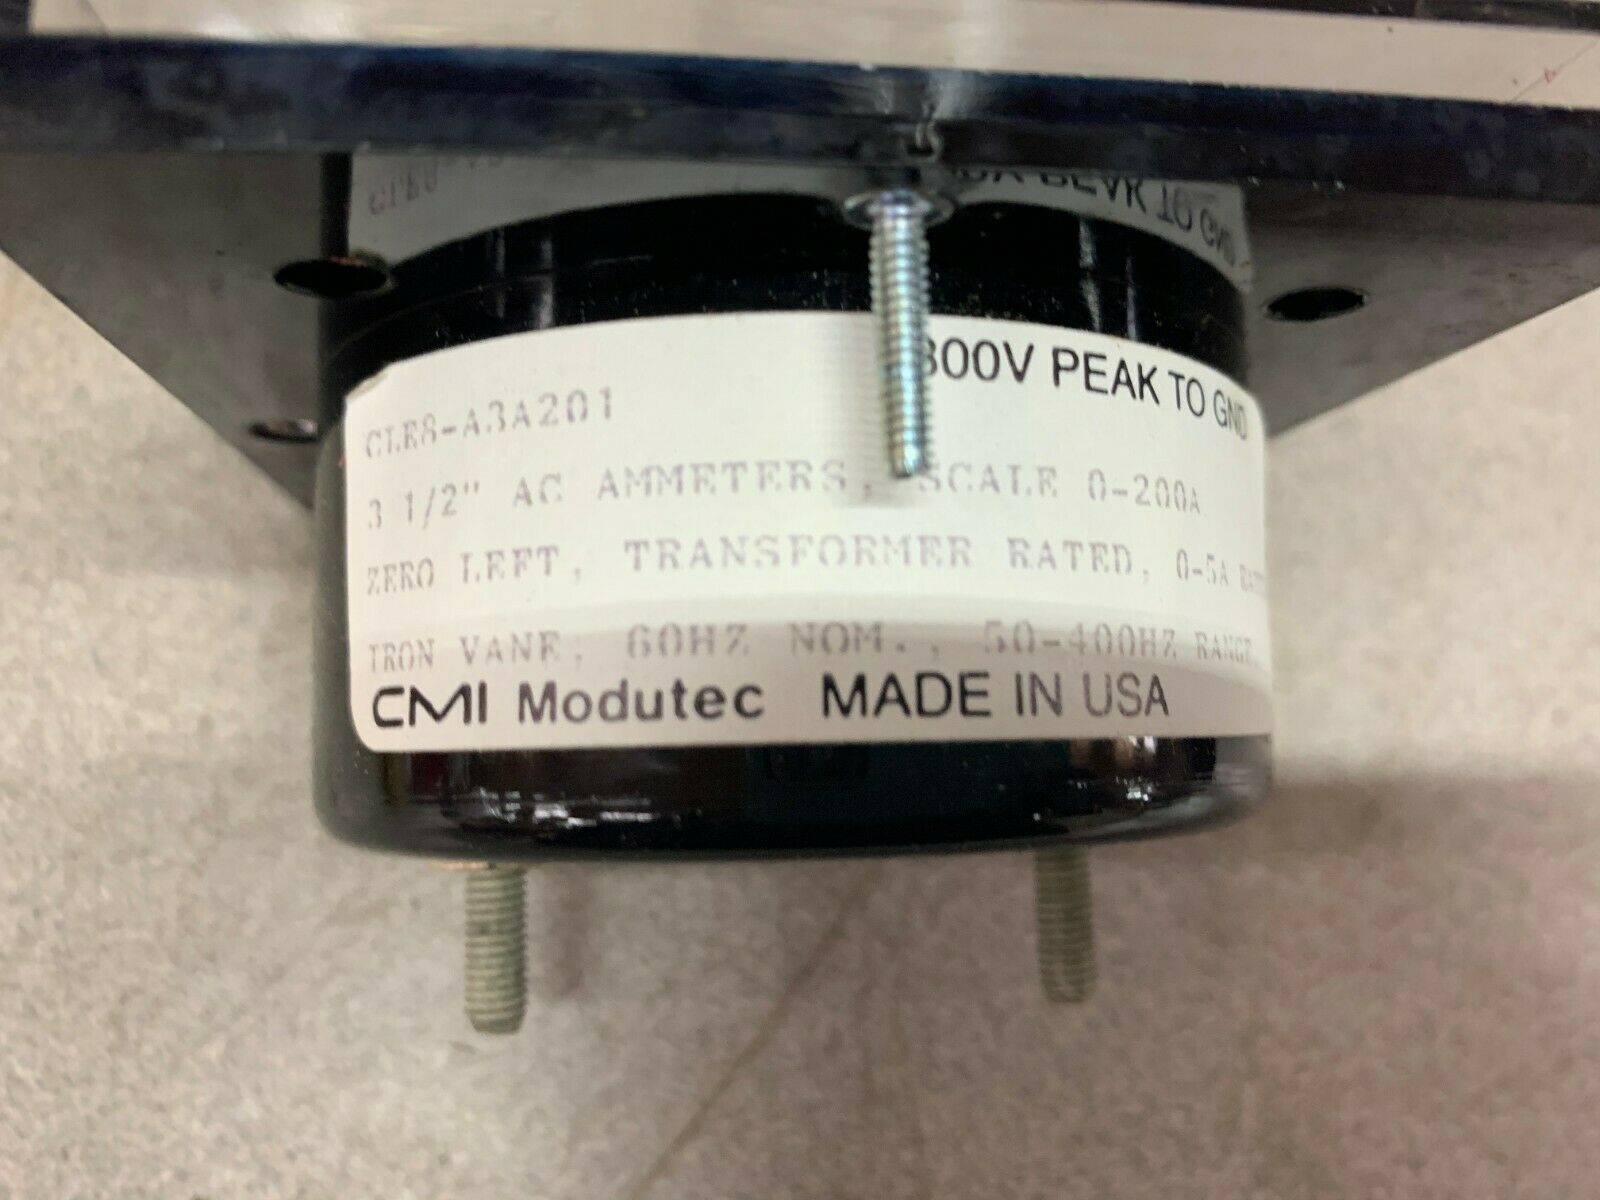 CLE8-A3A201
300V PEAK TO GND
3 1/2" AC AMMETERS, SCALE 0-200A
ZERO LEFT, TRANSFORMER RATED, 0-5A
IRON VANE, 60HZ NOM., 50-400HZ RANGE
CMI Modutec MADE IN USA